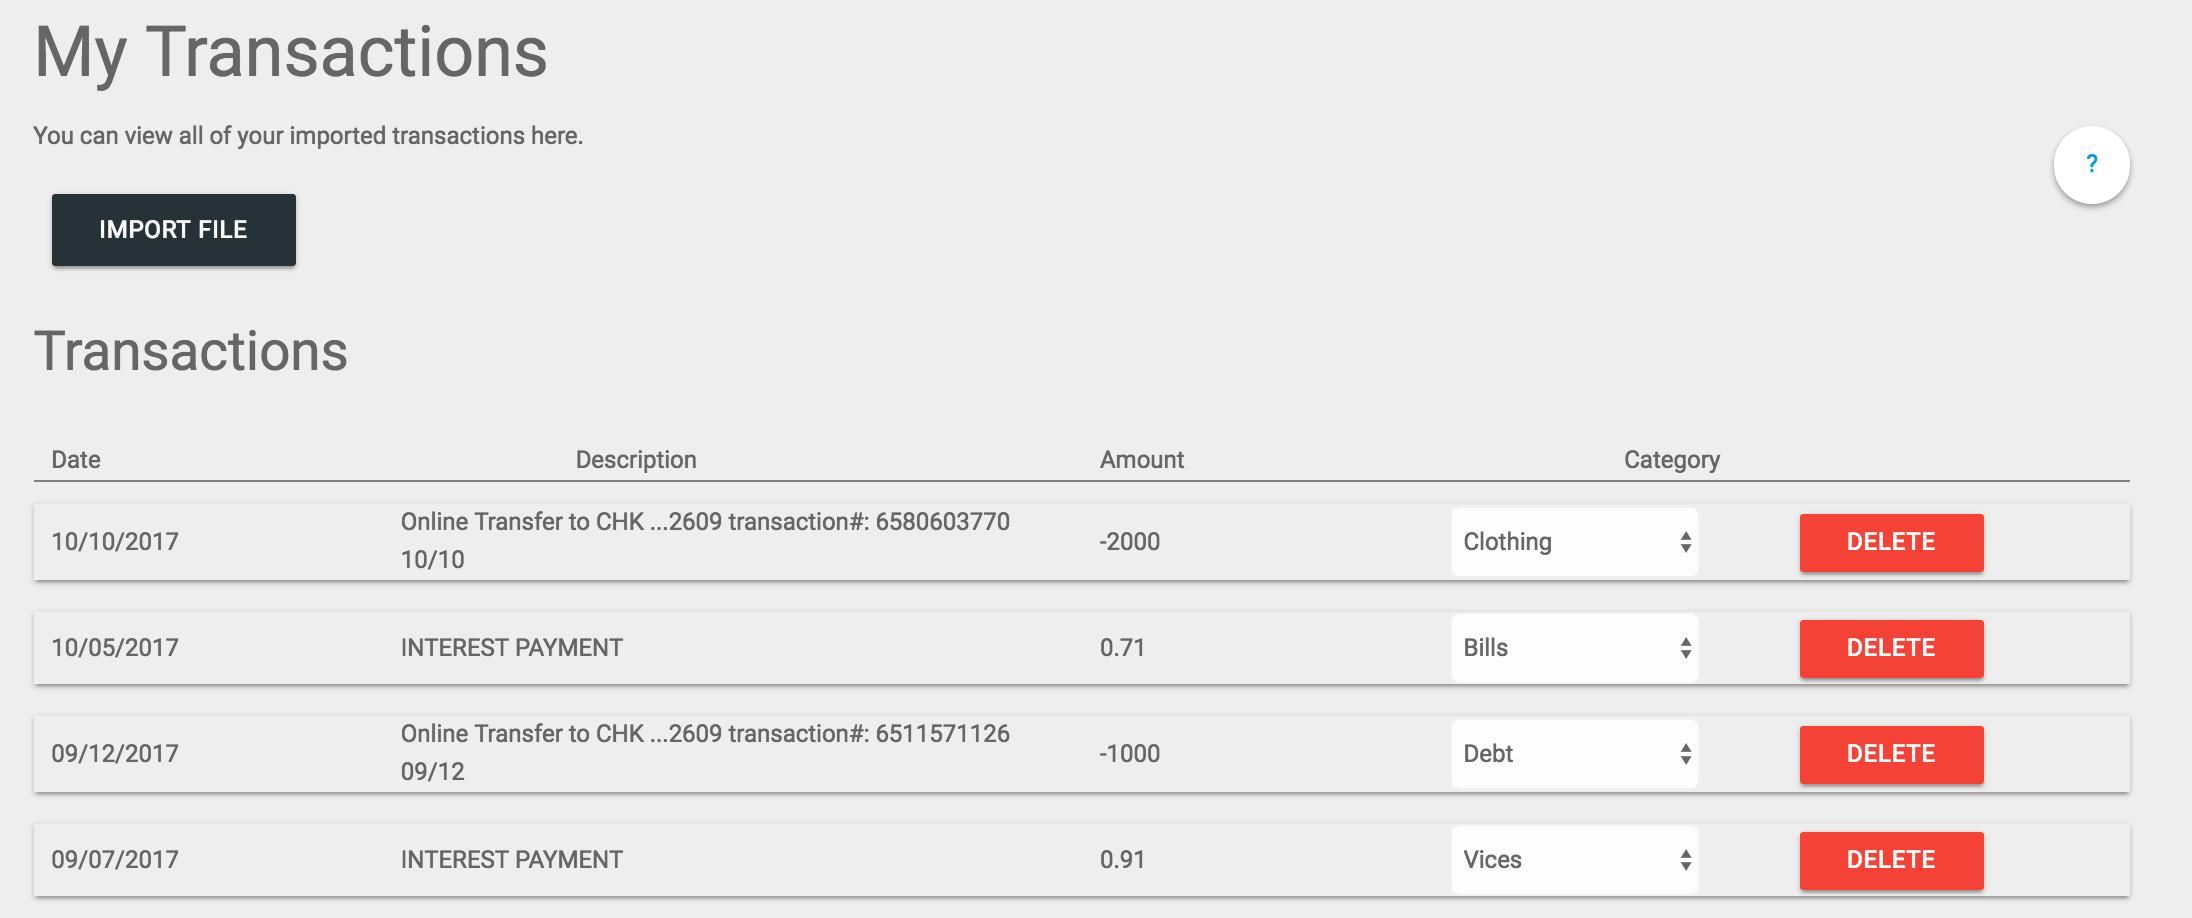 My Transactions
You can view all of your imported transactions here.
?
IMPORT FILE
Transactions
Date Description Amount Category
Online Transfer to CHK ...2609 transaction#: 6580603770
10/10/2017 -2000 Clothing DELETE
10/10
10/05/2017 INTEREST PAYMENT 0.71 Bills DELETE
Online Transfer to CHK ...2609 transaction#: 6511571126
09/12/2017 -1000 Debt DELETE
09/12
09/07/2017 INTEREST PAYMENT 0.91 Vices DELETE